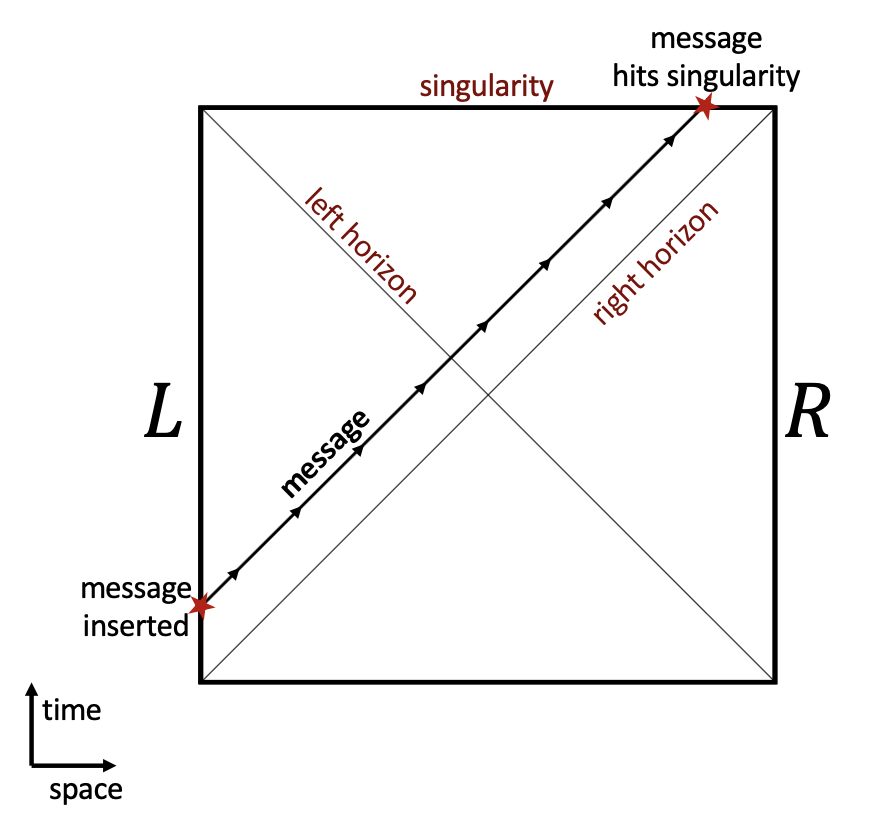 message
hits singularity
singularity
left horizon
right horizon
L
R
message
message
inserted
time
space